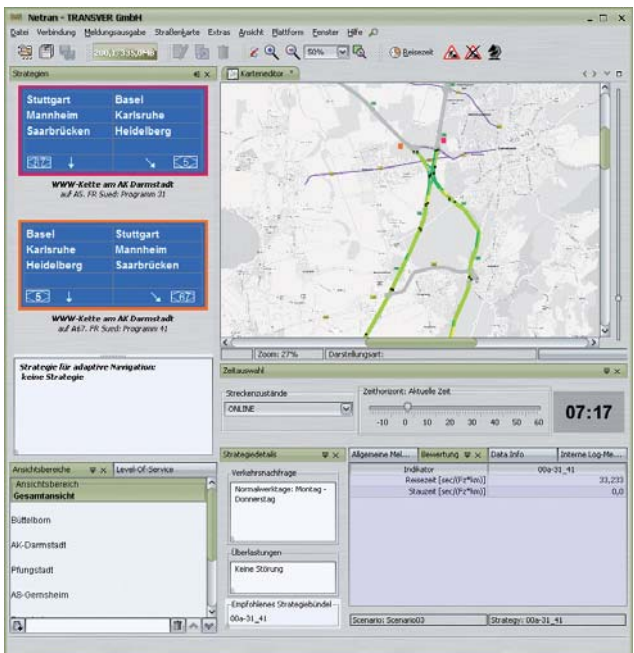 Netran - TRANSVER GmbH
Datei Verbindung Meldungsausgabe Straßenkarte Extras Ansicht Plattform Fenster Hilfe
50% Reisezeit
Strategien
Karteneditor
Stuttgart Basel
Mannheim Karlsruhe
Saarbrücken Heidelberg
67 5
WWW-Kette am AK Darmstadt
auf A5. FR Sued: Programm 31
Basel Stuttgart
Karlsruhe Mannheim
Heidelberg Saarbrücken
5 67
WWW-Kette am AK Darmstadt
auf A67. FR Sued: Programm 41
Zoom: 27% Darstellungsart:
Strategie für adaptive Navigation:
keine Strategie
Zeitauswahl
Streckenzustände
ONLINE
Zeithorizont: Aktuelle Zeit
-10 0 10 20 30 40 50 60
07:17
Ansichtsbereiche Level-Of-Service
Ansichtsbereich
Gesamtansicht
Büttelborn
AK-Darmstadt
Pfungstadt
AS-Gernsheim
Strategiedetails
Verkehrsnachfrage
Normalwerktage: Montag -
Donnerstag
Überlastungen
Keine Störung
Empfohlenes Strategiebündel
00a-31_41
Allgemeine Mel... Bewertung Data Info Interne Log-Me...
Indikator 00a-31_41
Reisezeit [sec/(Fz*km)] 33,233
Stauzeit [sec/(Fz*km)] 0,0
Scenario: Scenario03 Strategy: 00a-31_41